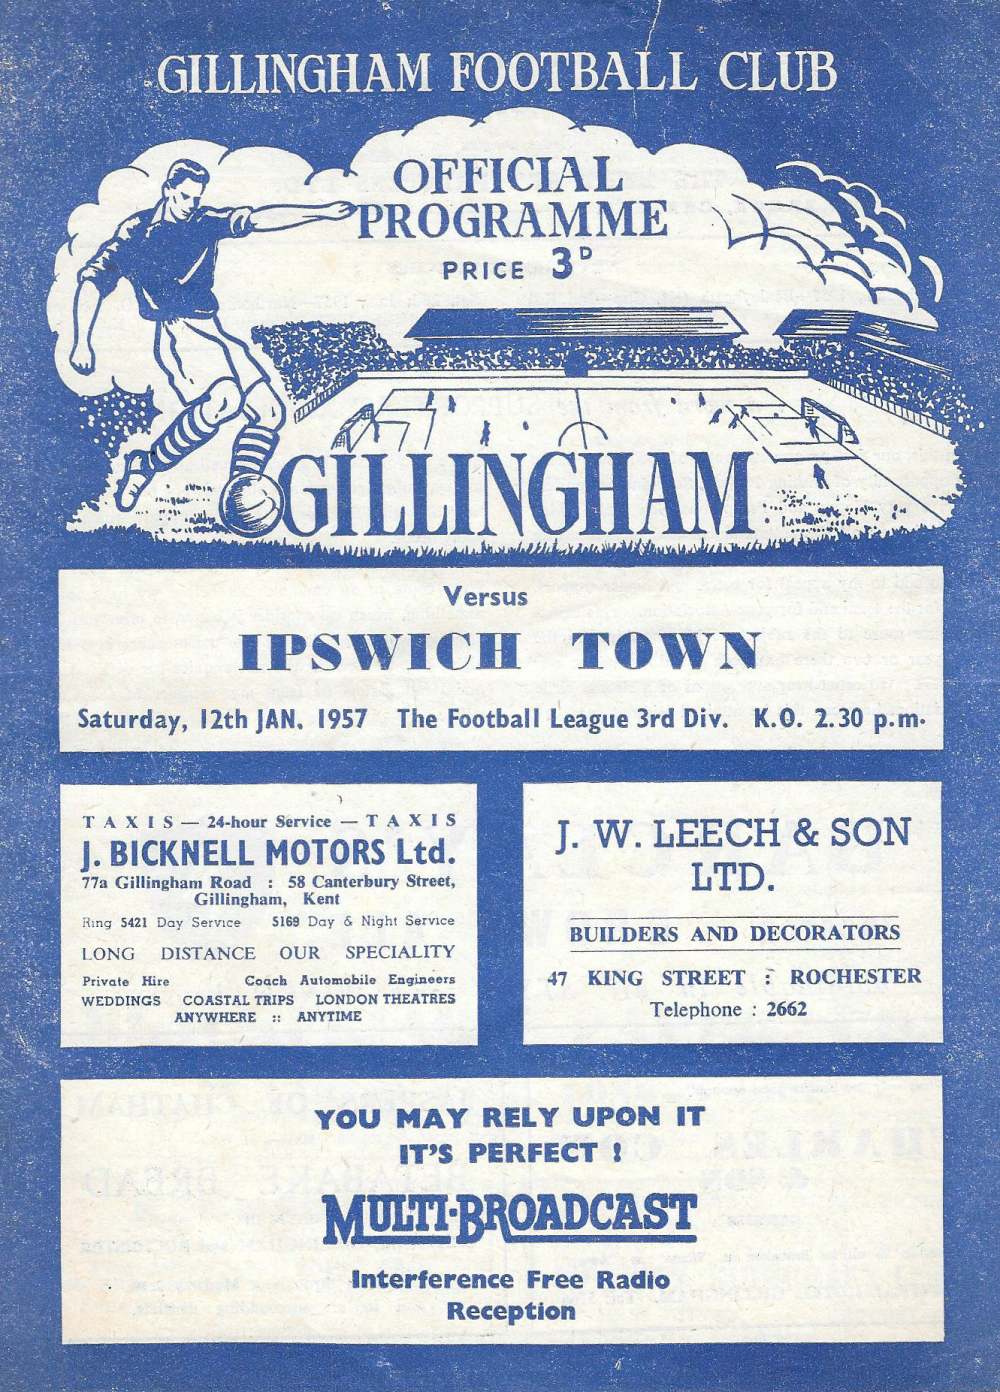 GILLINGHAM FOOTBALL CLUB
OFFICIAL
PROGRAMME
PRICE 3D
GILLINGHAM
Versus
IPSWICH TOWN
Saturday, 12th JAN. 1957 The Football League 3rd Div. K.O. 2.30 p.m.
TAXIS — 24-hour Service — TAXIS
J. BICKNELL MOTORS Ltd.
77a Gillingham Road : 58 Canterbury Street,
Gillingham, Kent
Ring 5421 Day Service 5169 Day & Night Service
LONG DISTANCE OUR SPECIALITY
Private Hire Coach Automobile Engineers
WEDDINGS COASTAL TRIPS LONDON THEATRES
ANYWHERE :: ANYTIME
J. W. LEECH & SON
LTD.
BUILDERS AND DECORATORS
47 KING STREET : ROCHESTER
Telephone : 2662
YOU MAY RELY UPON IT
IT'S PERFECT !
MULTI-BROADCAST
Interference Free Radio
Reception